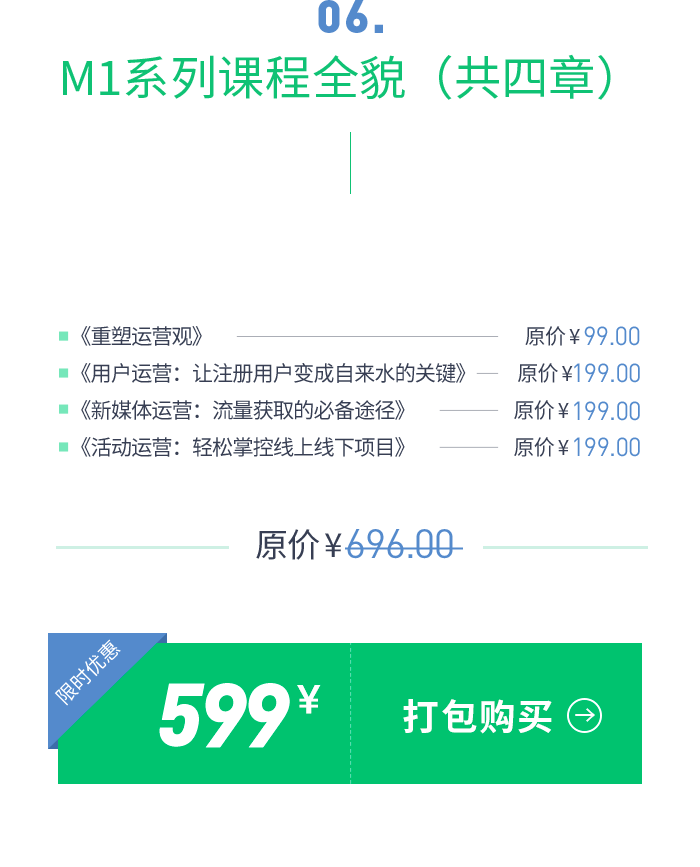 06.
M1系列课程全貌（共四章）
《重塑运营观》 原价¥99.00
《用户运营：让注册用户变成自来水的关键》 原价¥199.00
《新媒体运营：流量获取的必备途径》 原价¥199.00
《活动运营：轻松掌控线上线下项目》 原价¥199.00
原价¥696.00
限时优惠
599¥
打包购买